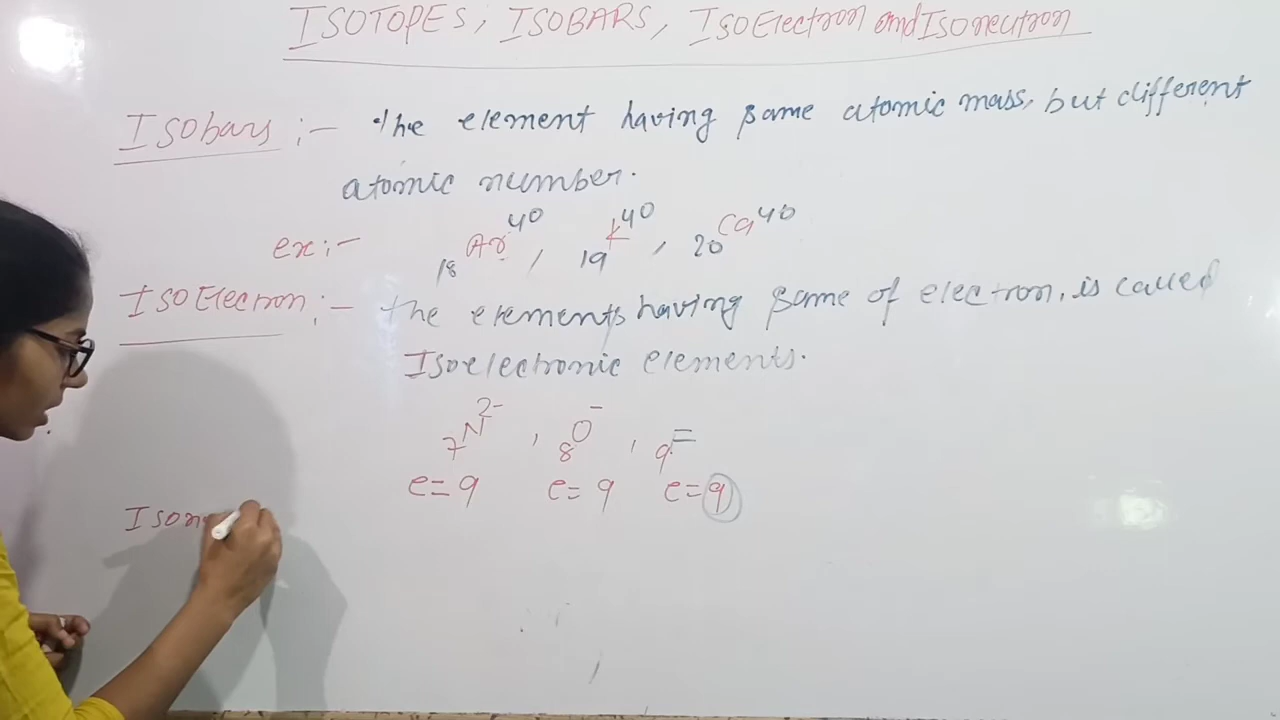 ISOTOPES, ISOBARS, IsoElectron and Isoneutron
Isobars :- The element having same atomic mass, but different
atomic number.
ex:- 18Ar40, 19K40, 20Ca40
IsoElectron :- The elements having same of electron, is called
Isoelectronic elements.
7N2-, 8O-, 9F
e=9 e=9 e=9
Ison